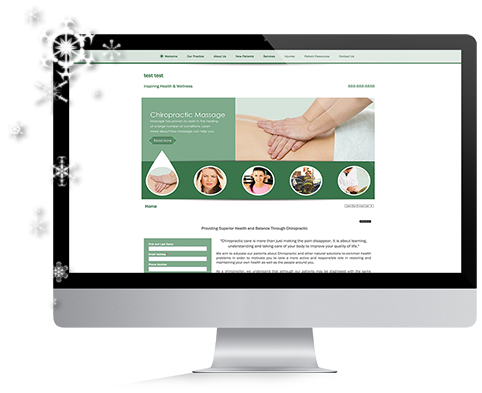 Welcome Our Practice About Us New Patients Services Injuries Patient Resources Contact Us
test test
Inspiring Health & Wellness
888-888-8888
Chiropractic Massage
Massage has proven to assist in the healing
of a large number of conditions. Learn
more about how massage can help you.
Read more
Home
Providing Superior Health and Balance Through Chiropractic
"Chiropractic care is more than just making the pain disappear. It is about learning,
understanding and taking care of your body to improve your quality of life."
First and Last Name
Email Address
Phone Number
We aim to educate our patients about Chiropractic and other natural solutions to common health
problems in order to motivate you to take a more active and responsible role in restoring and
maintaining your own health as well as the people around you.
As a chiropractor, we understand that although our patients may be diagnosed with the same